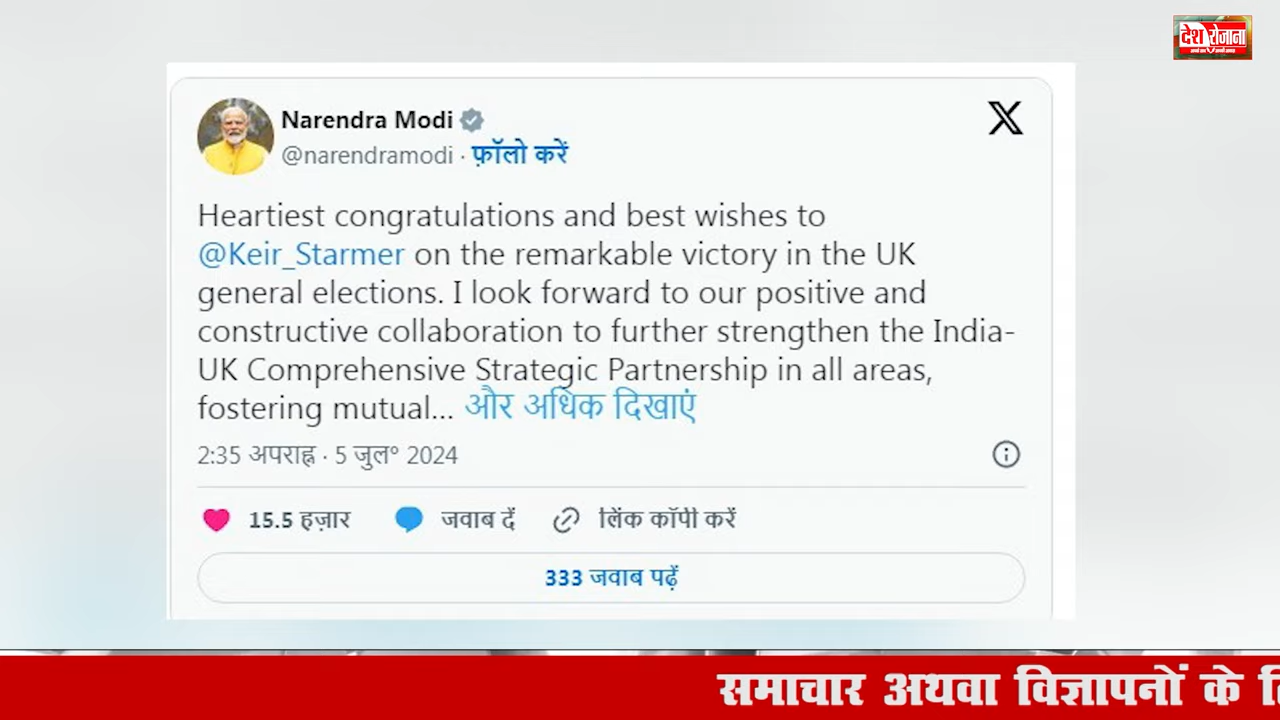 देश रोजाना
Narendra Modi
@narendramodi · फ़ॉलो करें
Heartiest congratulations and best wishes to
@Keir_Starmer on the remarkable victory in the UK
general elections. I look forward to our positive and
constructive collaboration to further strengthen the India-
UK Comprehensive Strategic Partnership in all areas,
fostering mutual... और अधिक दिखाएं
2:35 अपराह्न · 5 जुल॰ 2024
15.5 हज़ार जवाब दें लिंक कॉपी करें
333 जवाब पढ़ें
समाचार अथवा विज्ञापनों के